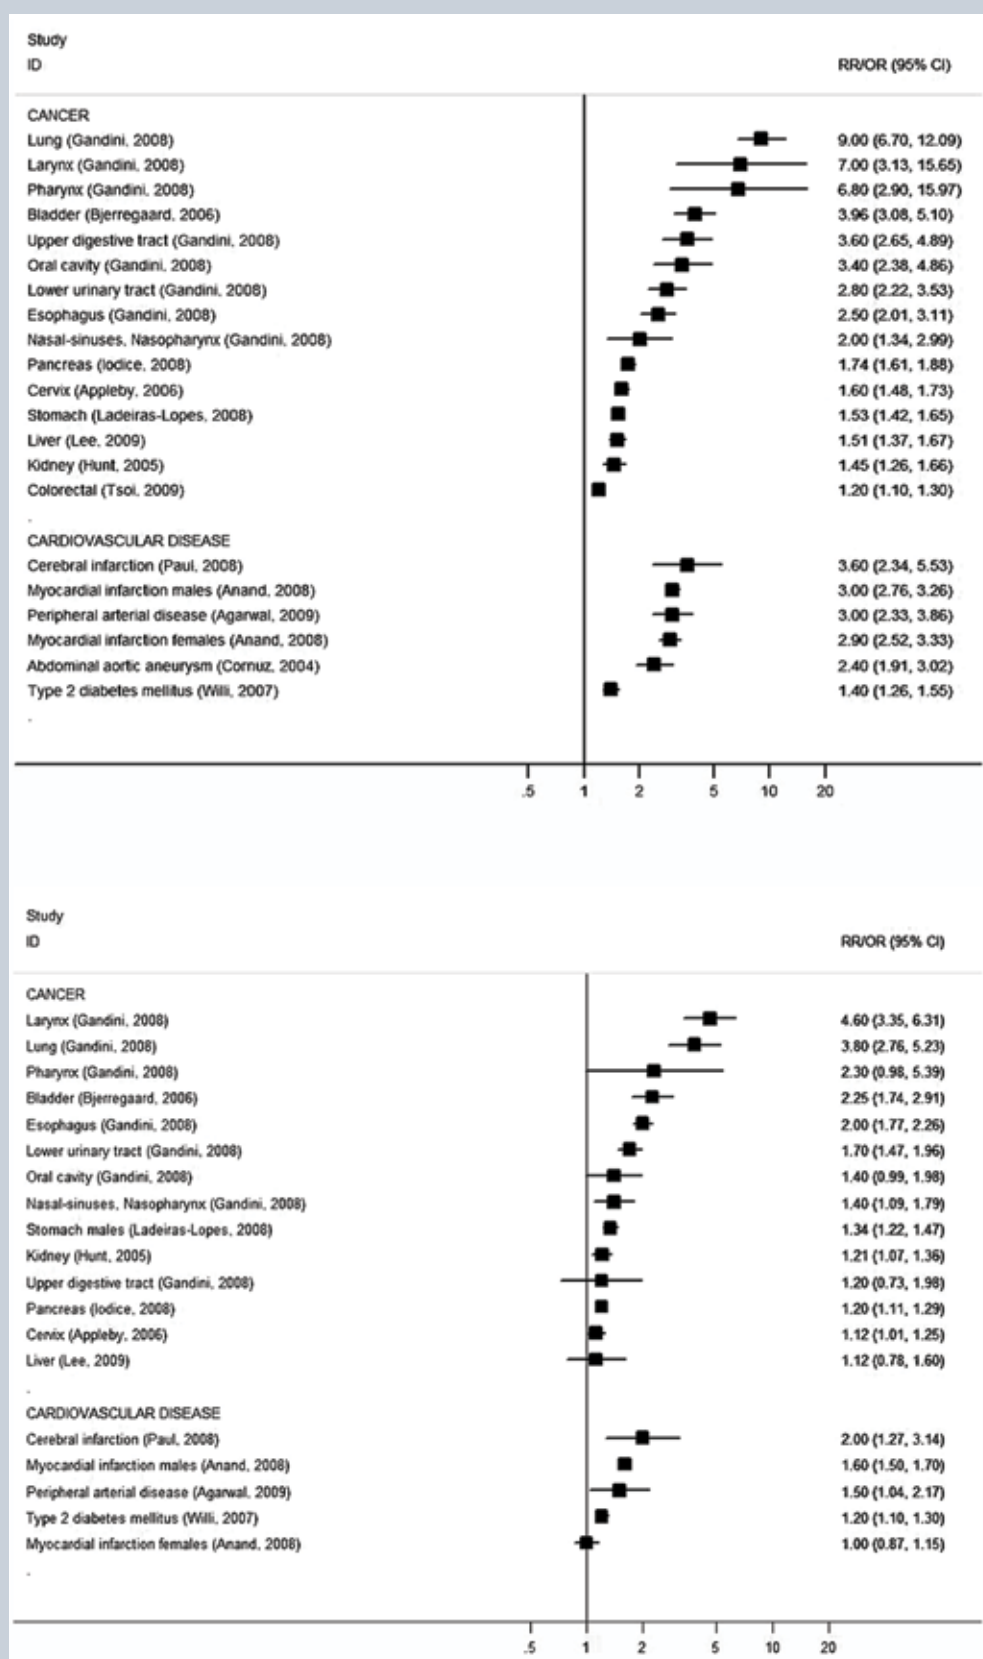 Study
ID RR/OR (95% CI)
CANCER
Lung (Gandini, 2008) 9.00 (6.70, 12.09)
Larynx (Gandini, 2008) 7.00 (3.13, 15.65)
Pharynx (Gandini, 2008) 6.80 (2.90, 15.97)
Bladder (Bjerregaard, 2006) 3.96 (3.08, 5.10)
Upper digestive tract (Gandini, 2008) 3.60 (2.65, 4.89)
Oral cavity (Gandini, 2008) 3.40 (2.38, 4.86)
Lower urinary tract (Gandini, 2008) 2.80 (2.22, 3.53)
Esophagus (Gandini, 2008) 2.50 (2.01, 3.11)
Nasal-sinuses, Nasopharynx (Gandini, 2008) 2.00 (1.34, 2.99)
Pancreas (Iodice, 2008) 1.74 (1.61, 1.88)
Cervix (Appleby, 2006) 1.60 (1.48, 1.73)
Stomach (Ladeiras-Lopes, 2008) 1.53 (1.42, 1.65)
Liver (Lee, 2009) 1.51 (1.37, 1.67)
Kidney (Hunt, 2005) 1.45 (1.26, 1.66)
Colorectal (Tsoi, 2009) 1.20 (1.10, 1.30)
.
CARDIOVASCULAR DISEASE
Cerebral infarction (Paul, 2008) 3.60 (2.34, 5.53)
Myocardial infarction males (Anand, 2008) 3.00 (2.76, 3.26)
Peripheral arterial disease (Agarwal, 2009) 3.00 (2.33, 3.86)
Myocardial infarction females (Anand, 2008) 2.90 (2.52, 3.33)
Abdominal aortic aneurysm (Cornuz, 2004) 2.40 (1.91, 3.02)
Type 2 diabetes mellitus (Willi, 2007) 1.40 (1.26, 1.55)
.
.5 1 2 5 10 20
Study
ID RR/OR (95% CI)
CANCER
Larynx (Gandini, 2008) 4.60 (3.35, 6.31)
Lung (Gandini, 2008) 3.80 (2.76, 5.23)
Pharynx (Gandini, 2008) 2.30 (0.98, 5.39)
Bladder (Bjerregaard, 2006) 2.25 (1.74, 2.91)
Esophagus (Gandini, 2008) 2.00 (1.77, 2.26)
Lower urinary tract (Gandini, 2008) 1.70 (1.47, 1.96)
Oral cavity (Gandini, 2008) 1.40 (0.99, 1.98)
Nasal-sinuses, Nasopharynx (Gandini, 2008) 1.40 (1.09, 1.79)
Stomach males (Ladeiras-Lopes, 2008) 1.34 (1.22, 1.47)
Kidney (Hunt, 2005) 1.21 (1.07, 1.36)
Upper digestive tract (Gandini, 2008) 1.20 (0.73, 1.98)
Pancreas (Iodice, 2008) 1.20 (1.11, 1.29)
Cervix (Appleby, 2006) 1.12 (1.01, 1.25)
Liver (Lee, 2009) 1.12 (0.78, 1.60)
.
CARDIOVASCULAR DISEASE
Cerebral infarction (Paul, 2008) 2.00 (1.27, 3.14)
Myocardial infarction males (Anand, 2008) 1.60 (1.50, 1.70)
Peripheral arterial disease (Agarwal, 2009) 1.50 (1.04, 2.17)
Type 2 diabetes mellitus (Willi, 2007) 1.20 (1.10, 1.30)
Myocardial infarction females (Anand, 2008) 1.00 (0.87, 1.15)
.
.5 1 2 5 10 20